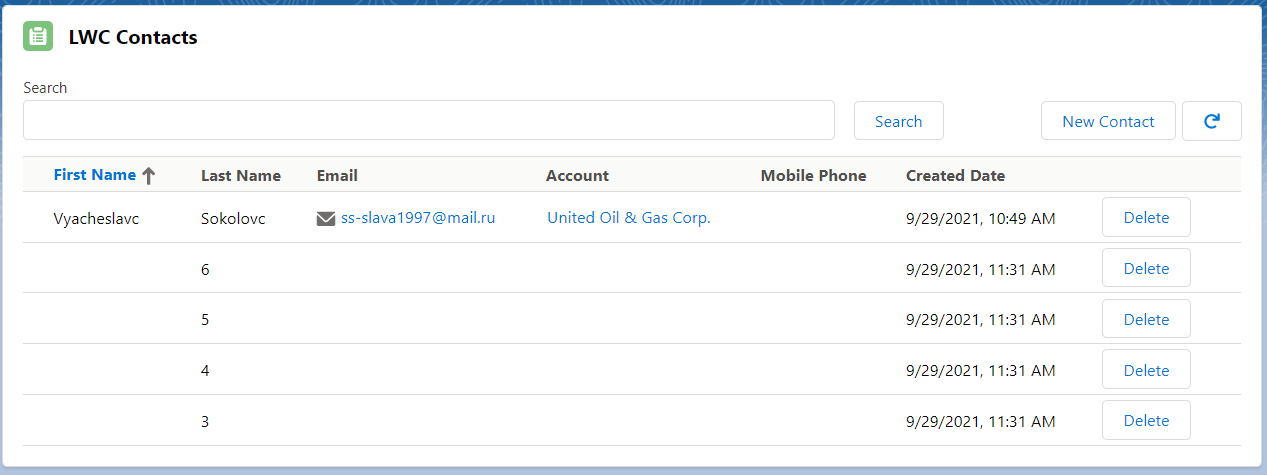 LWC Contacts
Search
Search New Contact
First Name Last Name Email Account Mobile Phone Created Date
Vyacheslavc Sokolovc ss-slava1997@mail.ru United Oil & Gas Corp. 9/29/2021, 10:49 AM Delete
6 9/29/2021, 11:31 AM Delete
5 9/29/2021, 11:31 AM Delete
4 9/29/2021, 11:31 AM Delete
3 9/29/2021, 11:31 AM Delete